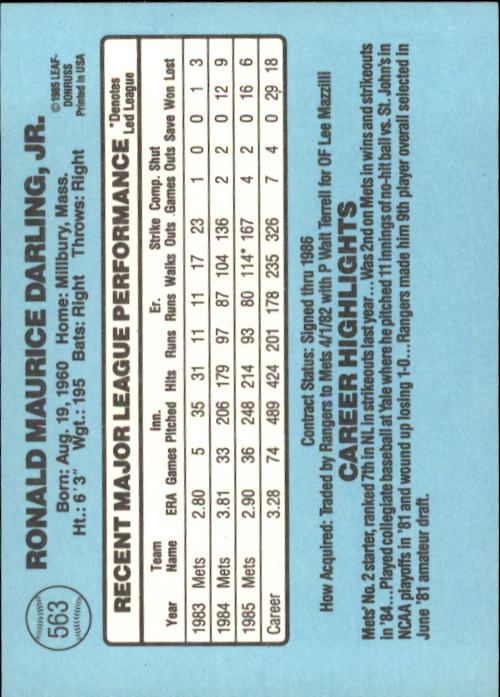 563
RONALD MAURICE DARLING, JR.
Born: Aug. 19, 1960 Home: Millbury, Mass.
Ht.: 6'3" Wgt.: 195 Bats: Right Throws: Right
© 1985 LEAF-
DONRUSS
Printed in USA
RECENT MAJOR LEAGUE PERFORMANCE
*Denotes
Led League
Team Inn. Er. Strike Comp. Shut
Year Name ERA Games Pitched Hits Runs Runs Walks Outs Games Outs Save Won Lost
1983 Mets 2.80 5 35 31 11 11 17 23 1 0 0 1 3
1984 Mets 3.81 33 206 179 97 87 104 136 2 2 0 12 9
1985 Mets 2.90 36 248 214 93 80 114* 167 4 2 0 16 6
Career 3.28 74 489 424 201 178 235 326 7 4 0 29 18
Contract Status: Signed thru 1986
How Acquired: Traded by Rangers to Mets 4/1/82 with P Walt Terrell for OF Lee Mazzilli
CAREER HIGHLIGHTS
Mets' No. 2 starter, ranked 7th in NL in strikeouts last year...Was 2nd on Mets in wins and strikeouts
in '84...Played collegiate baseball at Yale where he pitched 11 innings of no-hit ball vs. St. John's in
NCAA playoffs in '81 and wound up losing 1-0...Rangers made him 9th player overall selected in
June '81 amateur draft.